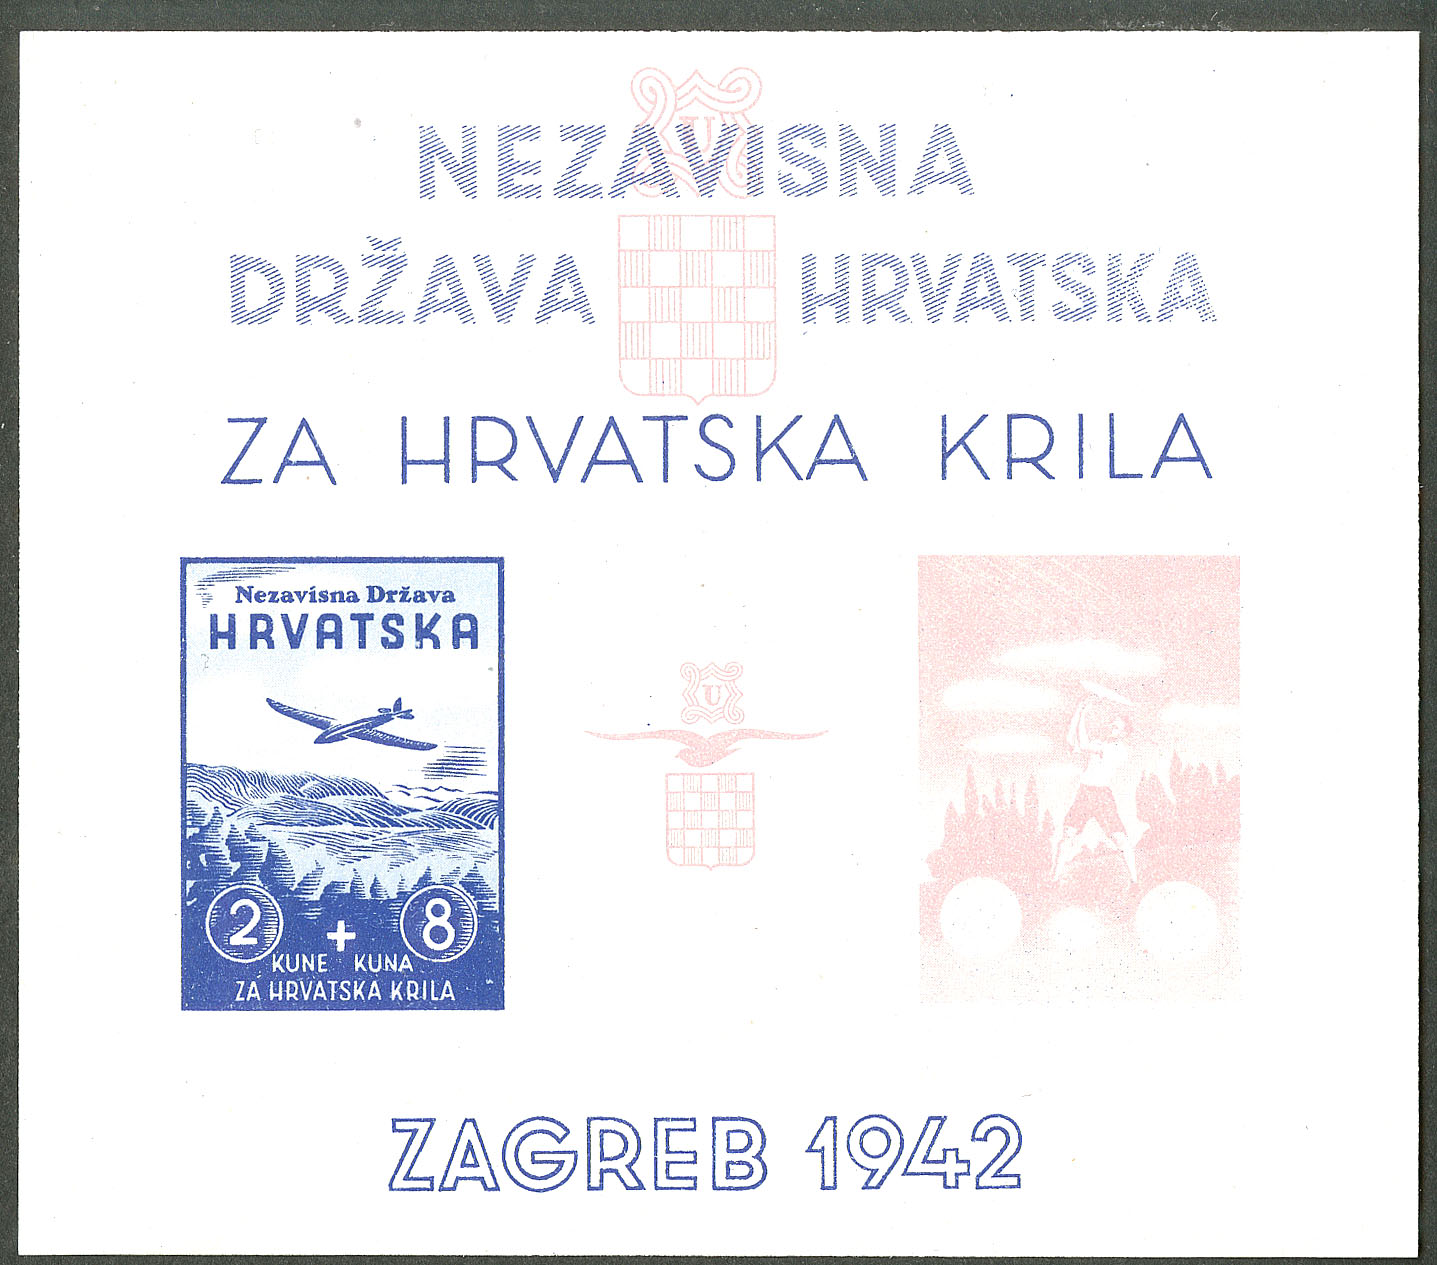 U
NEZAVISNA
DRŽAVA HRVATSKA
ZA HRVATSKA KRILA
Nezavisna Država
HRVATSKA
U
2 + 8
KUNE KUNA
ZA HRVATSKA KRILA
ZAGREB 1942